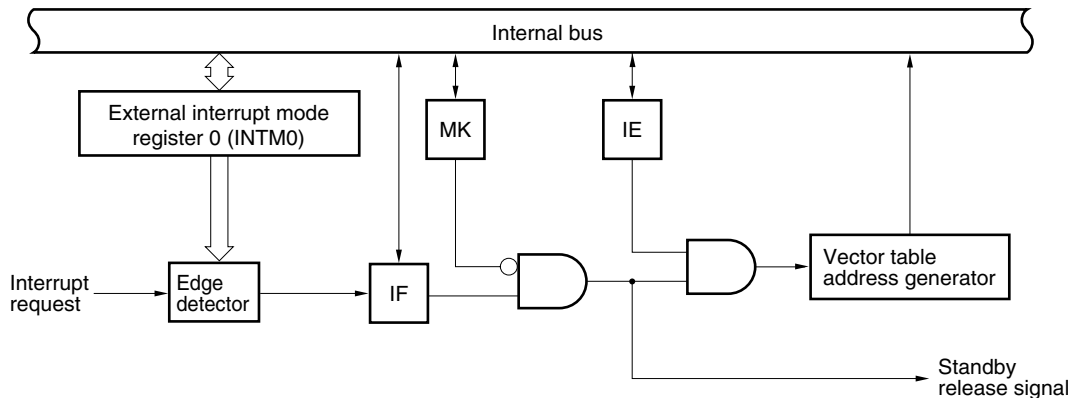 Internal bus
External interrupt mode
register 0 (INTM0)
MK
IE
Interrupt
request
Edge
detector
IF
Vector table
address generator
Standby
release signal